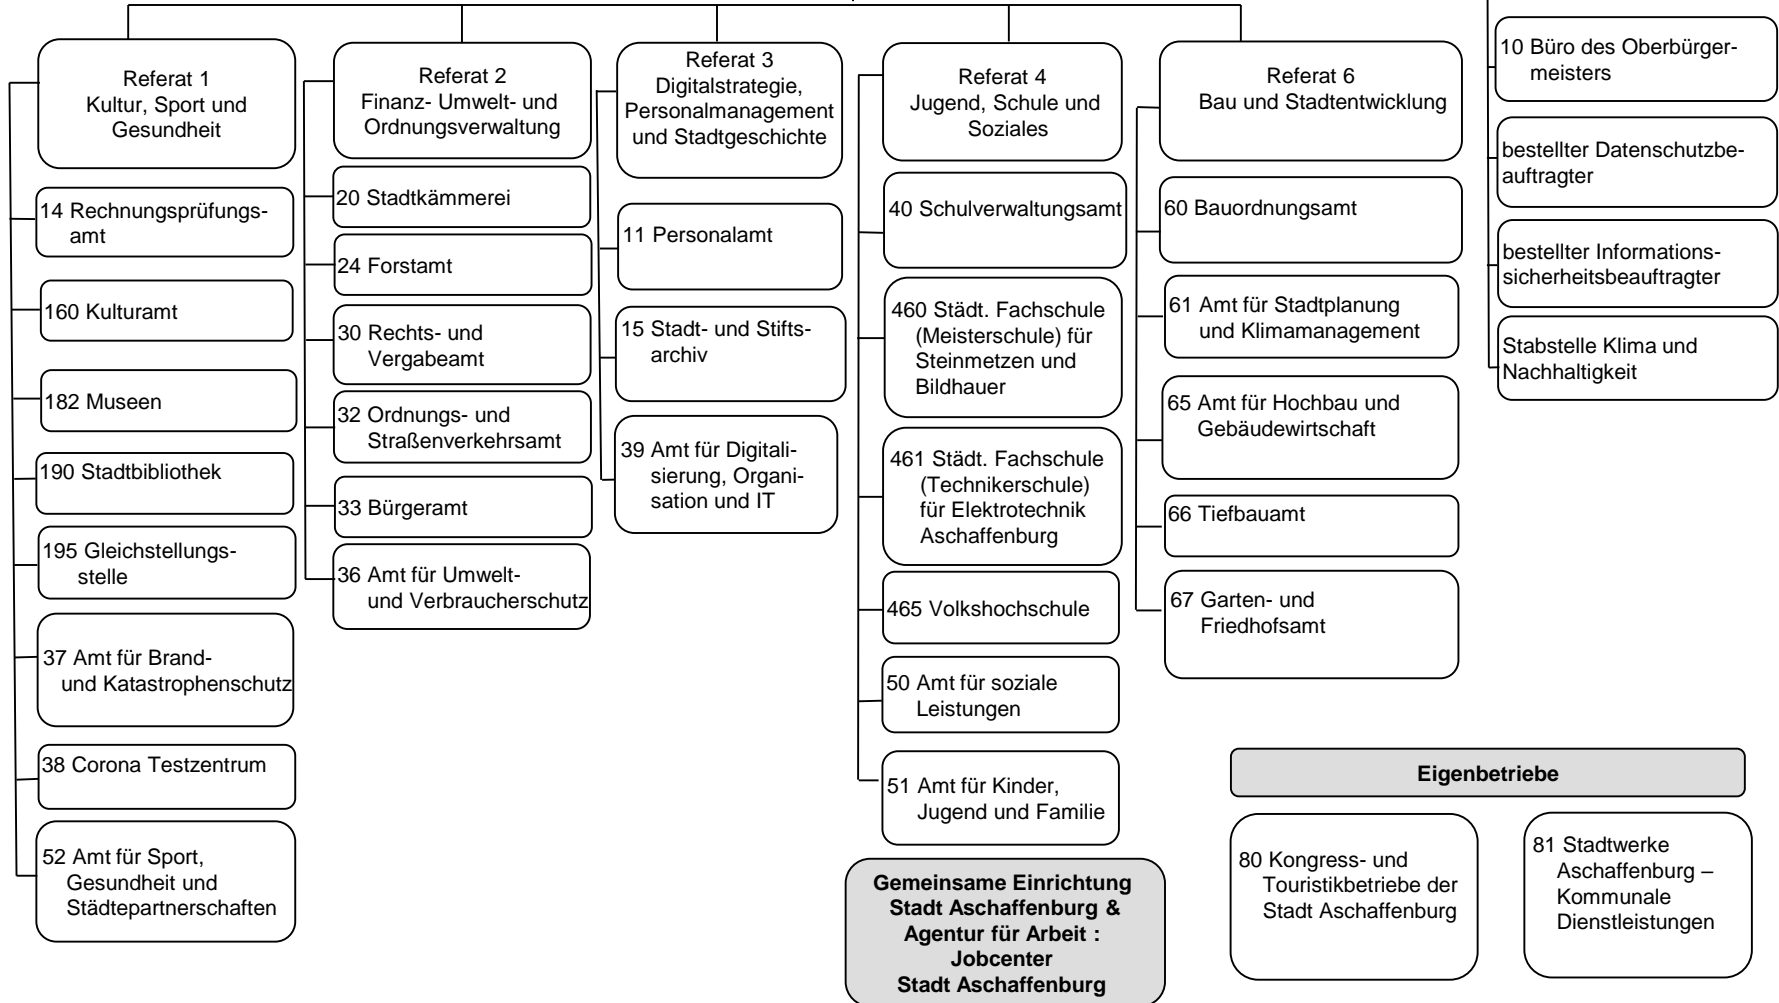 Referat 1
Kultur, Sport und
Gesundheit
14 Rechnungsprüfungs-
amt
160 Kulturamt
182 Museen
190 Stadtbibliothek
195 Gleichstellungs-
stelle
37 Amt für Brand-
und Katastrophenschutz
38 Corona Testzentrum
52 Amt für Sport,
Gesundheit und
Städtepartnerschaften
Referat 2
Finanz- Umwelt- und
Ordnungsverwaltung
20 Stadtkämmerei
24 Forstamt
30 Rechts- und
Vergabeamt
32 Ordnungs- und
Straßenverkehrsamt
33 Bürgeramt
36 Amt für Umwelt-
und Verbraucherschutz
Referat 3
Digitalstrategie,
Personalmanagement
und Stadtgeschichte
11 Personalamt
15 Stadt- und Stifts-
archiv
39 Amt für Digitali-
sierung, Organi-
sation und IT
Referat 4
Jugend, Schule und
Soziales
40 Schulverwaltungsamt
460 Städt. Fachschule
(Meisterschule) für
Steinmetzen und
Bildhauer
461 Städt. Fachschule
(Technikerschule)
für Elektrotechnik
Aschaffenburg
465 Volkshochschule
50 Amt für soziale
Leistungen
51 Amt für Kinder,
Jugend und Familie
Gemeinsame Einrichtung
Stadt Aschaffenburg &
Agentur für Arbeit :
Jobcenter
Stadt Aschaffenburg
Referat 6
Bau und Stadtentwicklung
60 Bauordnungsamt
61 Amt für Stadtplanung
und Klimamanagement
65 Amt für Hochbau und
Gebäudewirtschaft
66 Tiefbauamt
67 Garten- und
Friedhofsamt
10 Büro des Oberbürger-
meisters
bestellter Datenschutzbe-
auftragter
bestellter Informations-
sicherheitsbeauftragter
Stabstelle Klima und
Nachhaltigkeit
Eigenbetriebe
80 Kongress- und
Touristikbetriebe der
Stadt Aschaffenburg
81 Stadtwerke
Aschaffenburg –
Kommunale
Dienstleistungen